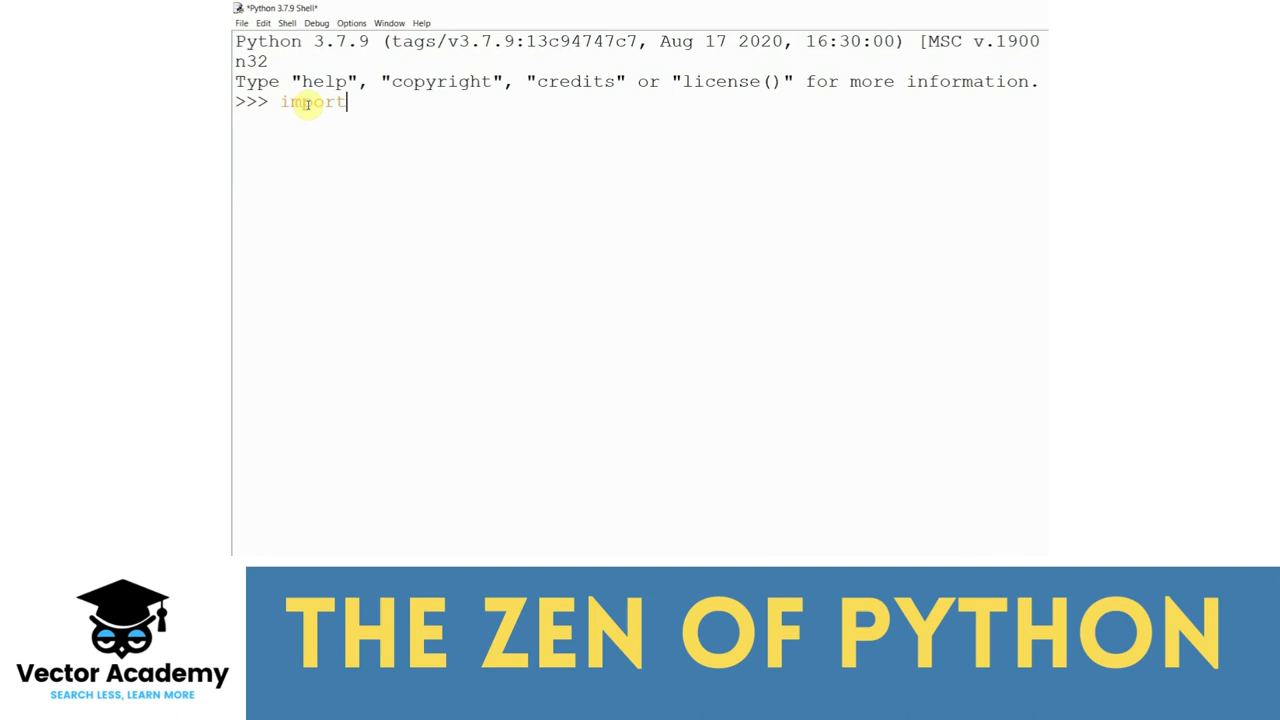 *Python 3.7.9 Shell*
File Edit Shell Debug Options Window Help
Python 3.7.9 (tags/v3.7.9:13c94747c7, Aug 17 2020, 16:30:00) [MSC v.1900
n32
Type "help", "copyright", "credits" or "license()" for more information.
>>> import
THE ZEN OF PYTHON
Vector Academy
SEARCH LESS, LEARN MORE